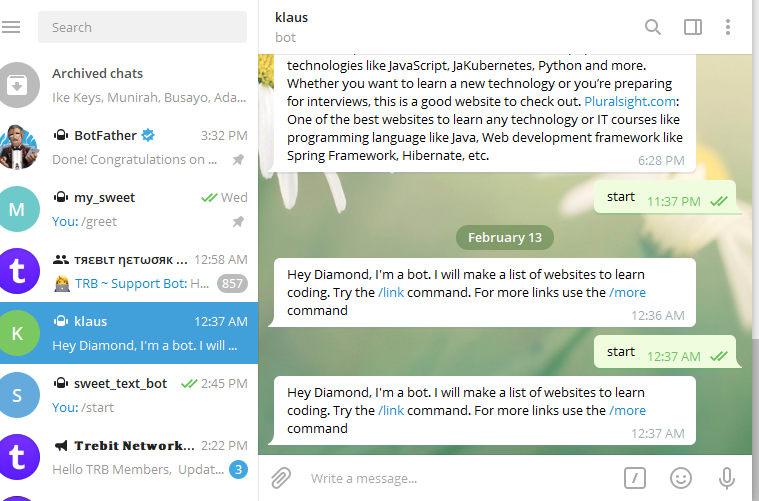 Search
Archived chats
Ike Keys, Munirah, Busayo, Ada...
BotFather
3:32 PM
Done! Congratulations on ...
M
my_sweet
Wed
You: /greet
t
тяεвιт ηεтωσяк ...
12:58 AM
TRB ~ Support Bot: H...
857
K
klaus
12:37 AM
Hey Diamond, I'm a bot. I will ...
S
sweet_text_bot
2:45 PM
You: /start
t
Trebit Network...
2:22 PM
Hello TRB Members, Updat...
3
klaus
bot
technologies like JavaScript, JaKubernetes, Python and more.
Whether you want to learn a new technology or you’re preparing
for interviews, this is a good website to check out. Pluralsight.com:
One of the best websites to learn any technology or IT courses like
programming language like Java, Web development framework like
Spring Framework, Hibernate, etc.
6:28 PM
start
11:37 PM
February 13
Hey Diamond, I'm a bot. I will make a list of websites to learn
coding. Try the /link command. For more links use the /more
command
12:36 AM
start
12:37 AM
Hey Diamond, I'm a bot. I will make a list of websites to learn
coding. Try the /link command. For more links use the /more
command
12:37 AM
Write a message...
/